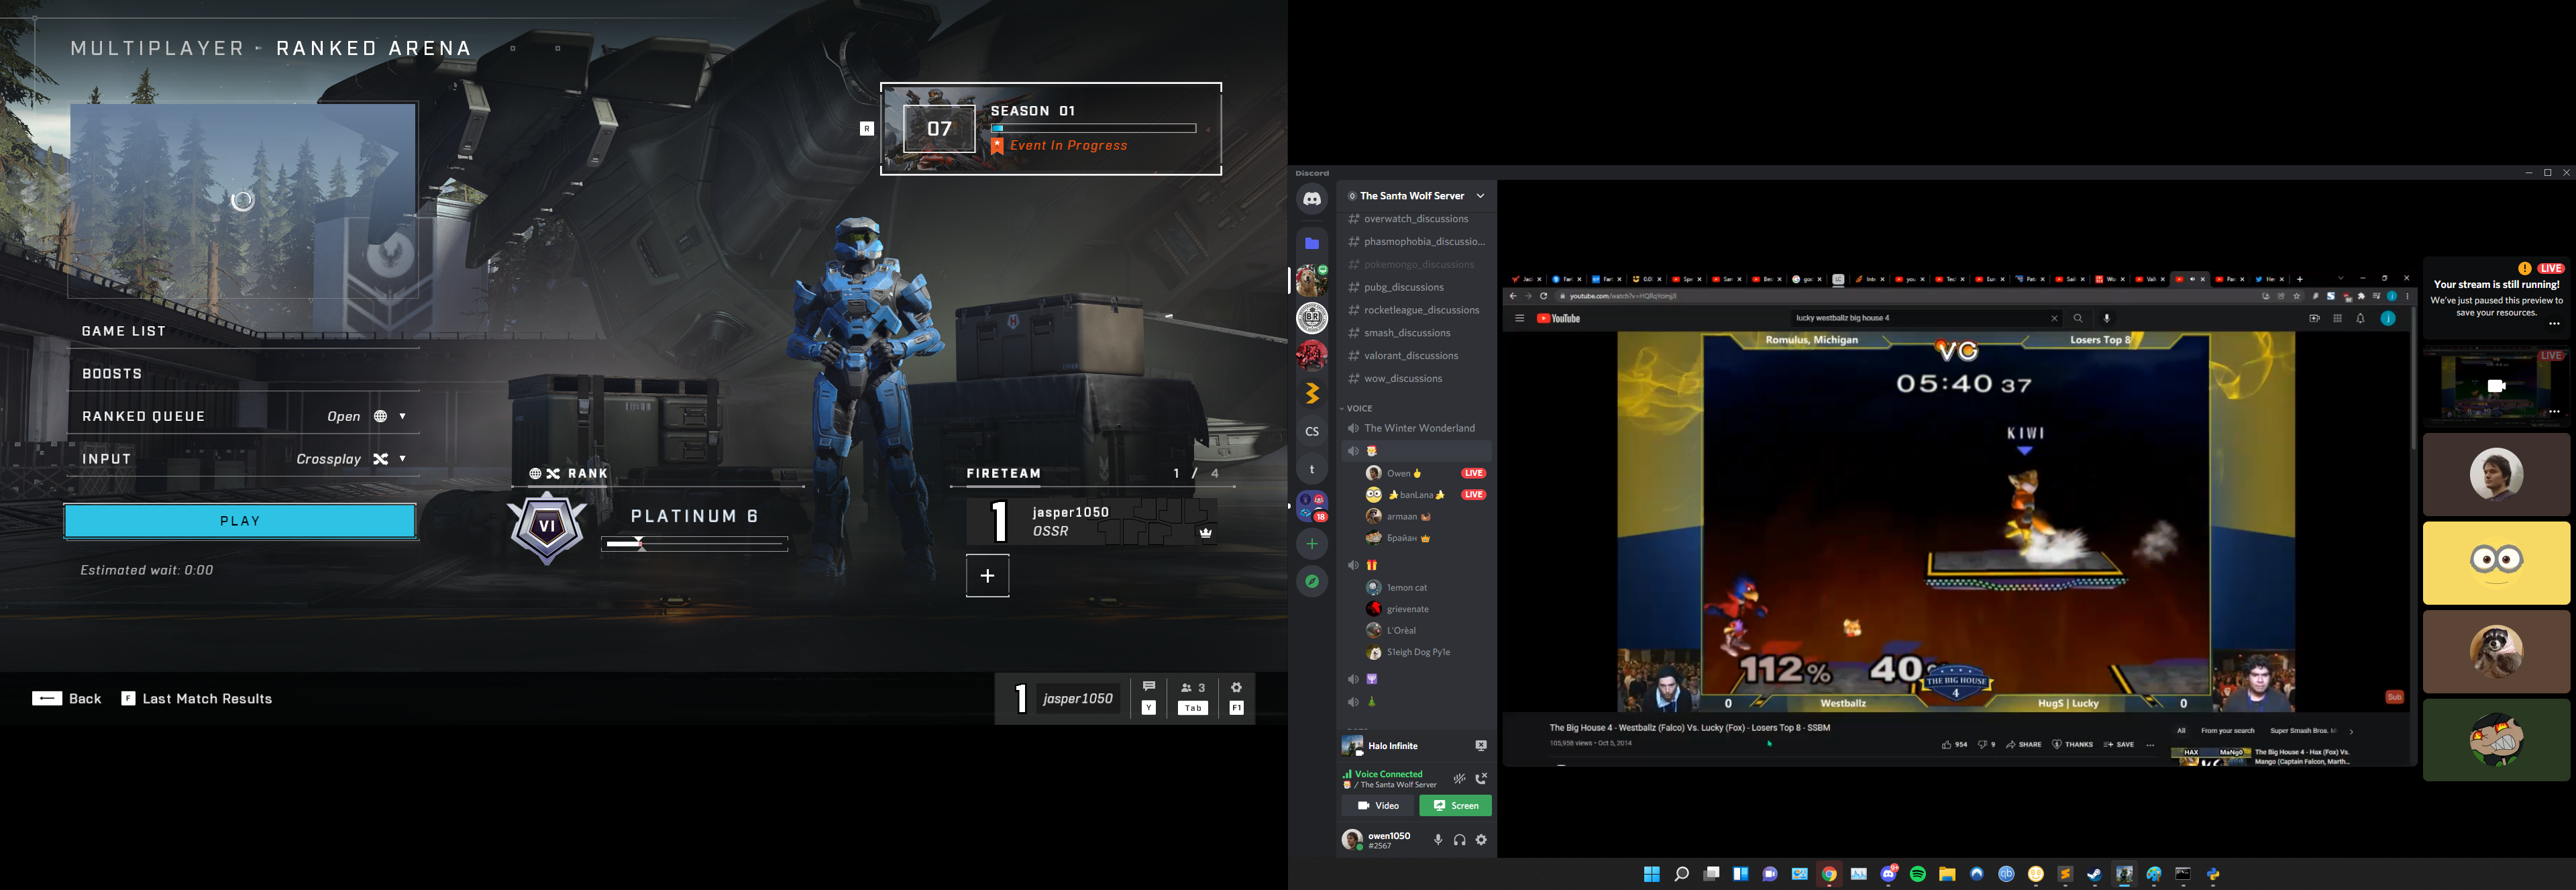 MULTIPLAYER • RANKED ARENA
R
07
SEASON 01
Event In Progress
GAME LIST
BOOSTS
RANKED QUEUE Open
INPUT Crossplay
PLAY
Estimated wait: 0:00
RANK
VI
PLATINUM 6
FIRETEAM 1 / 4
1 jasper1050
OSSR
+
Back F Last Match Results
1 jasper1050 3
Y Tab F1
Discord
The Santa Wolf Server
overwatch_discussions
phasmophobia_discussio...
pokemongo_discussions
pubg_discussions
rocketleague_discussions
smash_discussions
valorant_discussions
wow_discussions
VOICE
The Winter Wonderland
Owen LIVE
banLana LIVE
armaan
Брайан
1emon cat
grievenate
L'Orèal
S1eigh Dog Py1e
BR
CS
t
18
Halo Infinite
Voice Connected
/ The Santa Wolf Server
Video Screen
owen1050
#2567
YouTube
lucky westballz big house 4
Romulus, Michigan
VG
Losers Top 8
05:40 37
KIWI
112%
40%
THE BIG HOUSE
4
0 Westballz
HugS | Lucky 0
Sub
The Big House 4 - Westballz (Falco) Vs. Lucky (Fox) - Losers Top 8 - SSBM
105,958 views • Oct 5, 2014
954 9 SHARE THANKS SAVE
All From your search Super Smash Bros. M
HAX MaNg0
The Big House 4 - Hax (Fox) Vs.
Mango (Captain Falcon, Marth...
LIVE
Your stream is still running!
We've just paused this preview to
save your resources.
LIVE